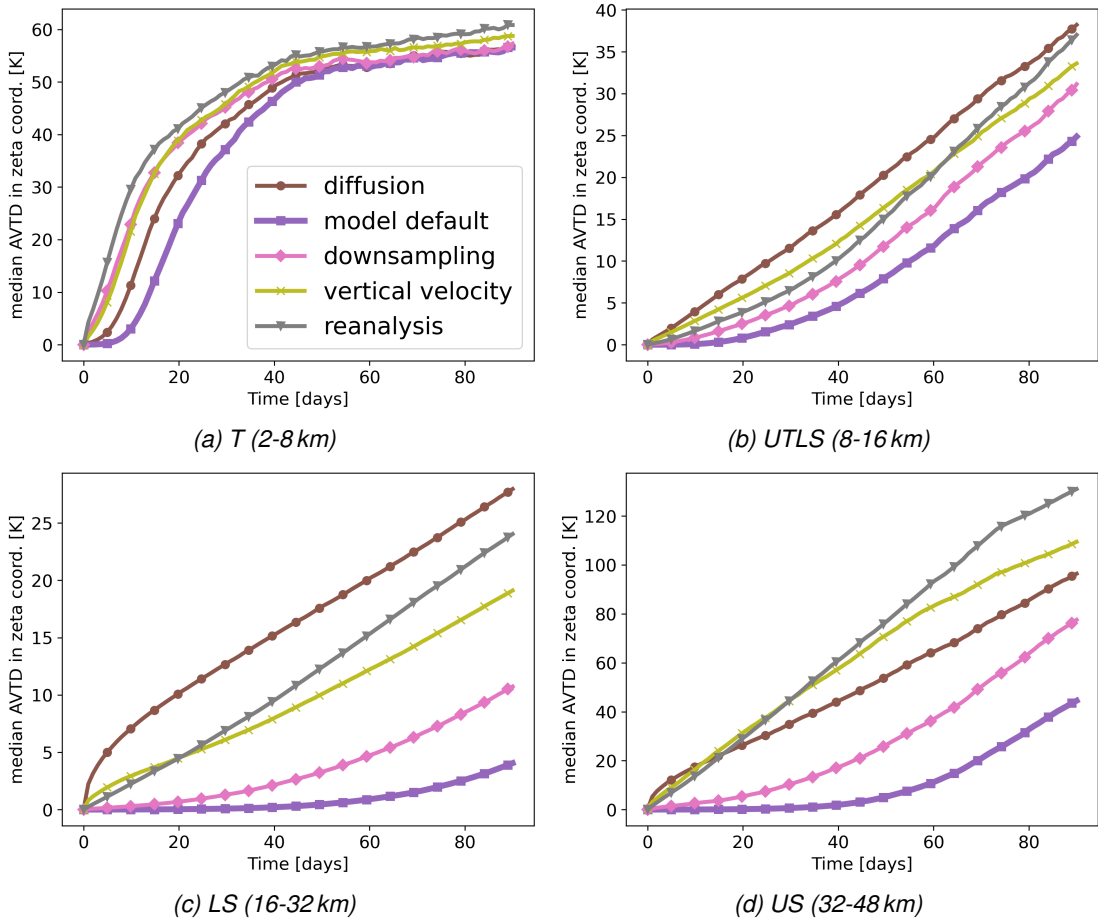 median AVTD in zeta coord. [K]
60
50
40
30
20
10
0
diffusion
model default
downsampling
vertical velocity
reanalysis
0 20 40 60 80
Time [days]
(a) T (2-8 km)
median AVTD in zeta coord. [K]
40
35
30
25
20
15
10
5
0
0 20 40 60 80
Time [days]
(b) UTLS (8-16 km)
median AVTD in zeta coord. [K]
25
20
15
10
5
0
0 20 40 60 80
Time [days]
(c) LS (16-32 km)
median AVTD in zeta coord. [K]
120
100
80
60
40
20
0
0 20 40 60 80
Time [days]
(d) US (32-48 km)